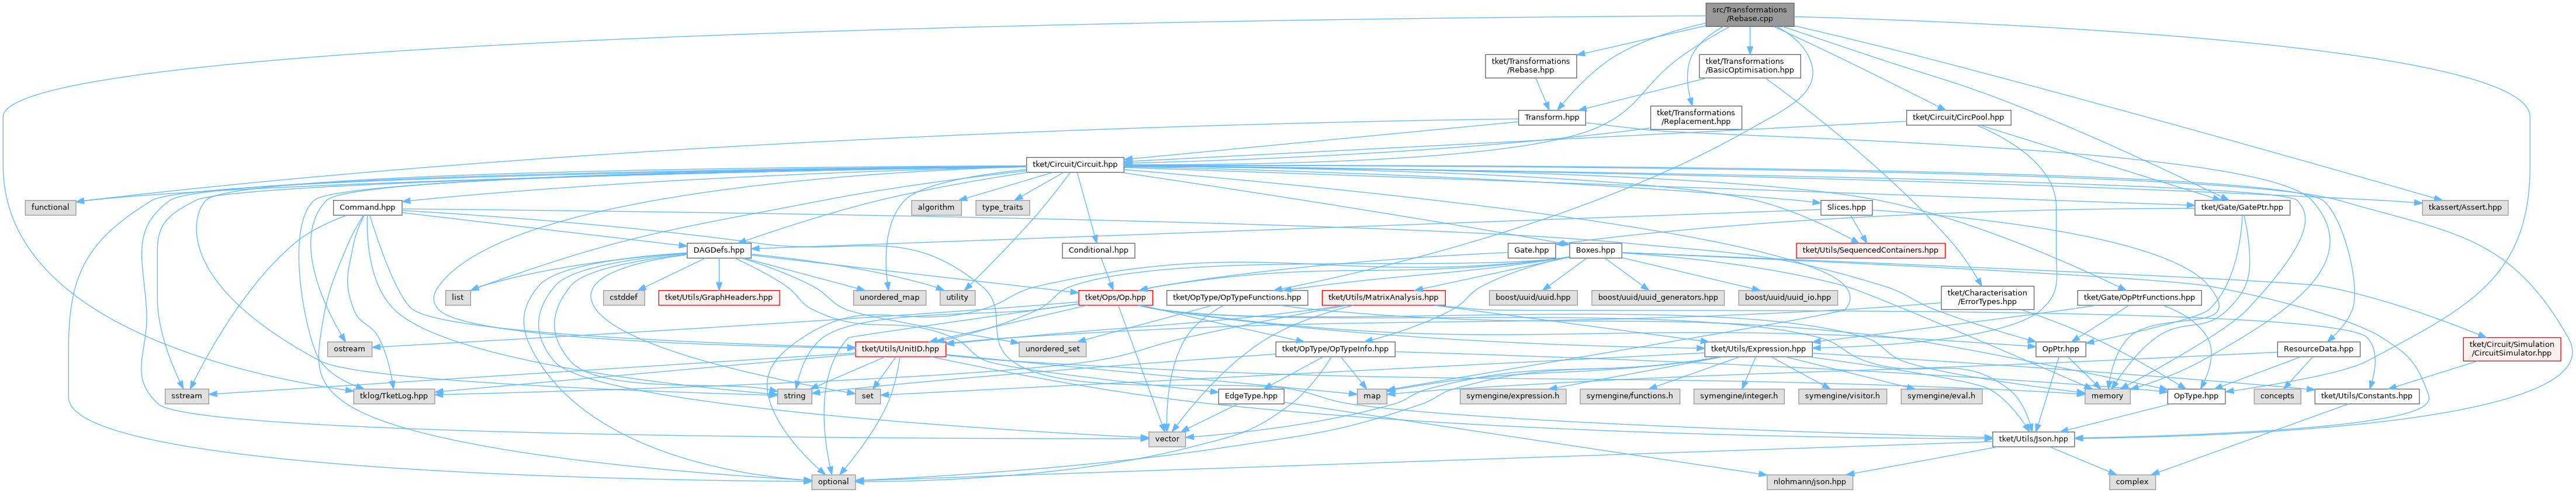 src/Transformations
/Rebase.cpp
tket/Transformations
/Rebase.hpp
tket/Transformations
/BasicOptimisation.hpp
Transform.hpp
tket/Transformations
/Replacement.hpp
tket/Circuit/CircPool.hpp
tket/Circuit/Circuit.hpp
functional
Command.hpp
algorithm
type_traits
Slices.hpp
tket/Gate/GatePtr.hpp
tkassert/Assert.hpp
DAGDefs.hpp
Conditional.hpp
Gate.hpp
Boxes.hpp
tket/Utils/SequencedContainers.hpp
list
cstddef
tket/Utils/GraphHeaders.hpp
unordered_map
utility
tket/Ops/Op.hpp
tket/OpType/OpTypeFunctions.hpp
tket/Utils/MatrixAnalysis.hpp
boost/uuid/uuid.hpp
boost/uuid/uuid_generators.hpp
boost/uuid/uuid_io.hpp
tket/Characterisation
/ErrorTypes.hpp
tket/Gate/OpPtrFunctions.hpp
ostream
tket/Utils/UnitID.hpp
unordered_set
tket/OpType/OpTypeInfo.hpp
tket/Utils/Expression.hpp
OpPtr.hpp
ResourceData.hpp
tket/Circuit/Simulation
/CircuitSimulator.hpp
sstream
tklog/TketLog.hpp
string
set
EdgeType.hpp
map
symengine/expression.h
symengine/functions.h
symengine/integer.h
symengine/visitor.h
symengine/eval.h
memory
OpType.hpp
concepts
tket/Utils/Constants.hpp
vector
tket/Utils/Json.hpp
optional
nlohmann/json.hpp
complex